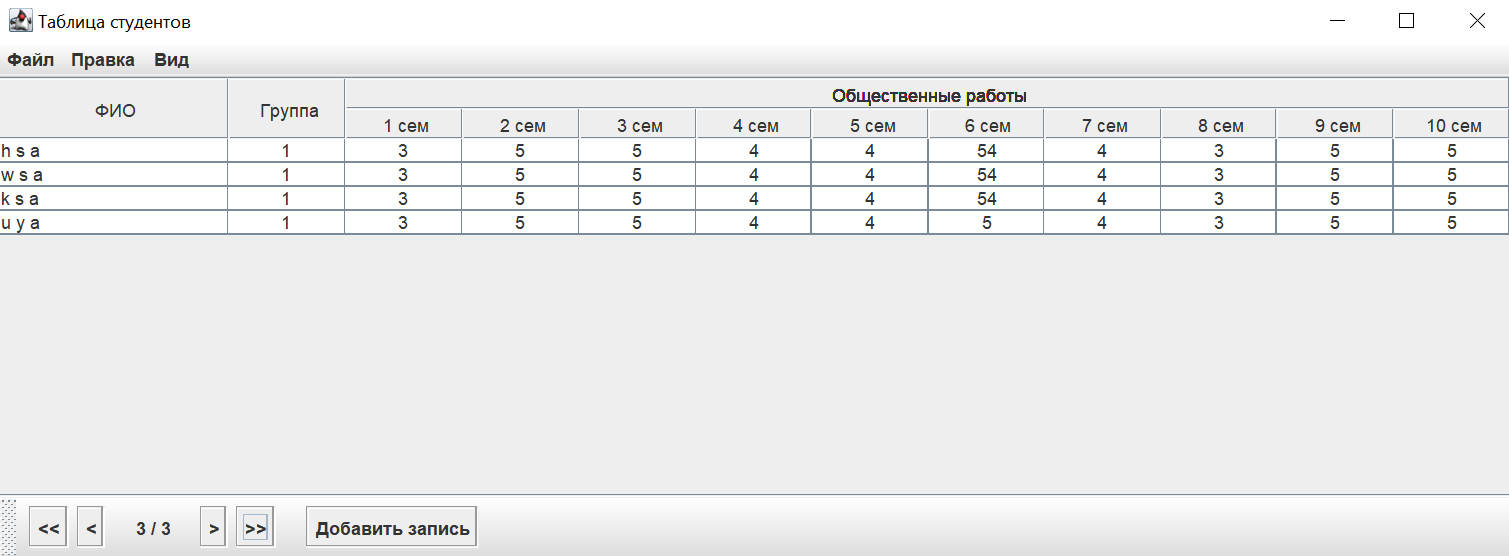 Таблица студентов
Файл Правка Вид
ФИО Группа Общественные работы
1 сем 2 сем 3 сем 4 сем 5 сем 6 сем 7 сем 8 сем 9 сем 10 сем
h s a 1 3 5 5 4 4 54 4 3 5 5
w s a 1 3 5 5 4 4 54 4 3 5 5
k s a 1 3 5 5 4 4 54 4 3 5 5
u y a 1 3 5 5 4 4 5 4 3 5 5
<< < 3 / 3 > >> Добавить запись